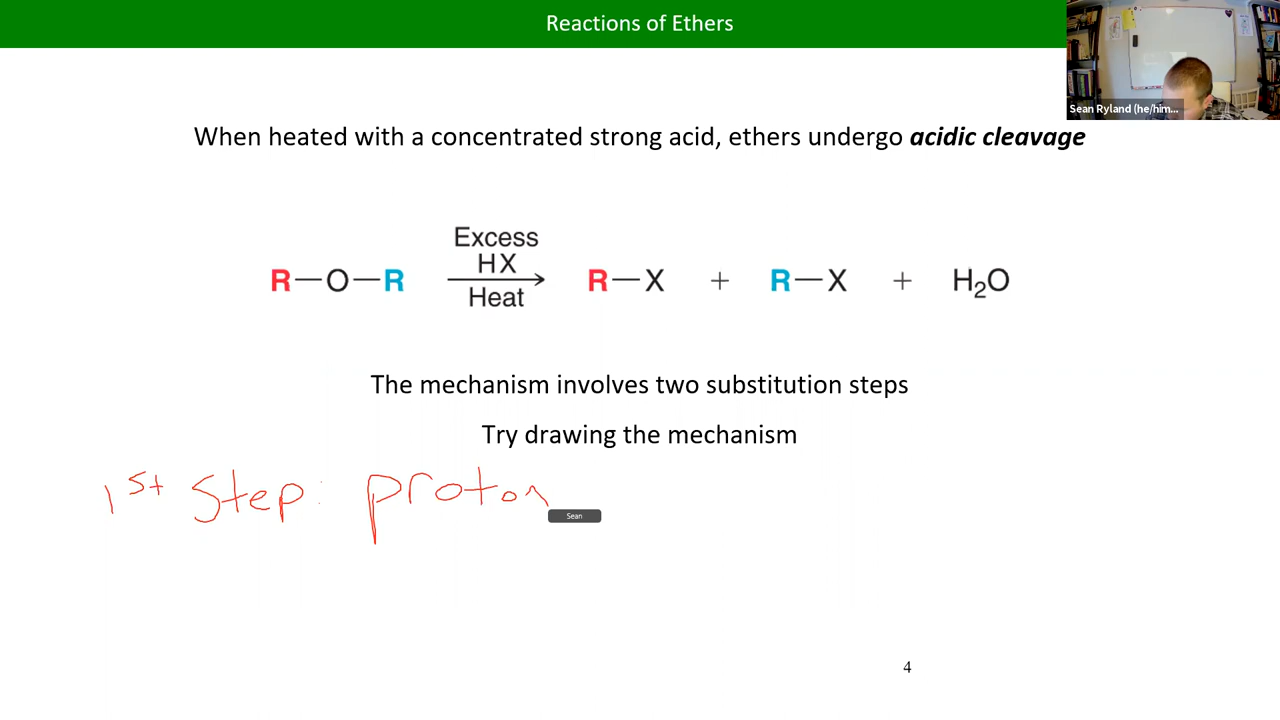 Reactions of Ethers
Sean Ryland (he/him...
When heated with a concentrated strong acid, ethers undergo acidic cleavage
Excess
HX
R—O—R → R—X + R—X + H₂O
Heat
The mechanism involves two substitution steps
Try drawing the mechanism
1st Step: proton
Sean
4